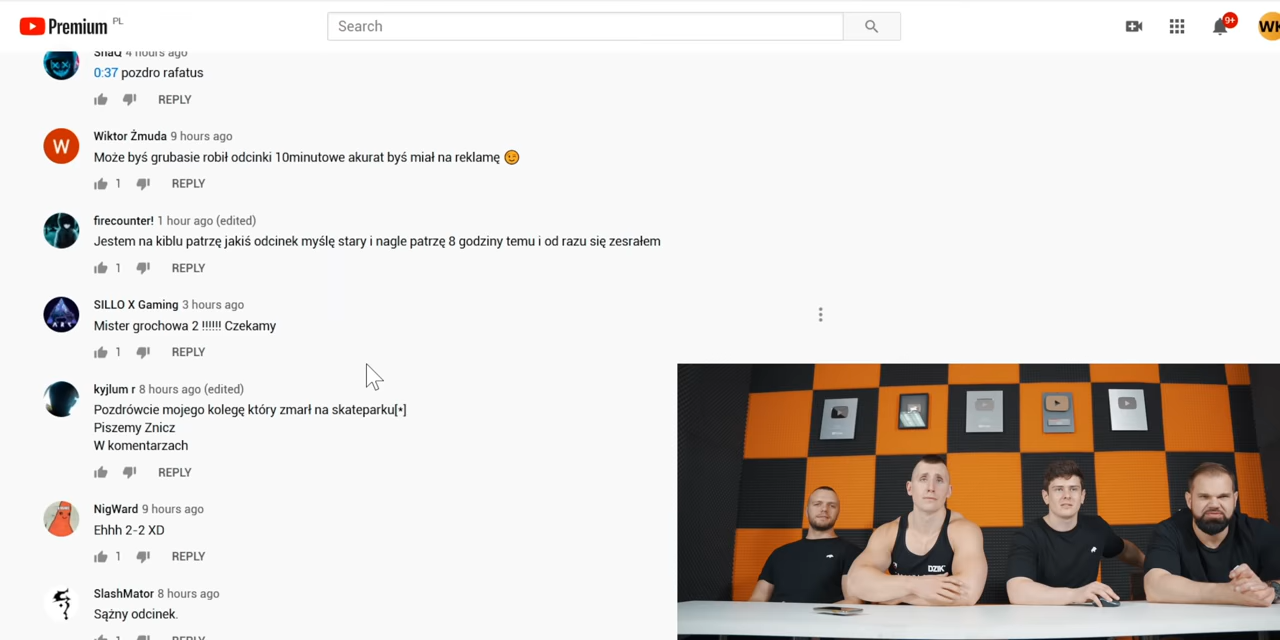 Premium PL
Search
9+
WK
ShaQ 4 hours ago
0:37 pozdro rafatus
REPLY
Wiktor Żmuda 9 hours ago
Może byś grubasie robił odcinki 10minutowe akurat byś miał na reklamę 😉
1 REPLY
firecounter! 1 hour ago (edited)
Jestem na kiblu patrzę jakiś odcinek myślę stary i nagle patrzę 8 godziny temu i od razu się zesrałem
1 REPLY
SILLO X Gaming 3 hours ago
Mister grochowa 2 !!!!!! Czekamy
1 REPLY
kyjlum r 8 hours ago (edited)
Pozdrówcie mojego kolegę który zmarł na skateparku[*]
Piszemy Znicz
W komentarzach
REPLY
NigWard 9 hours ago
Ehhh 2-2 XD
1 REPLY
SlashMator 8 hours ago
Sążny odcinek.
1 REPLY
DZIK